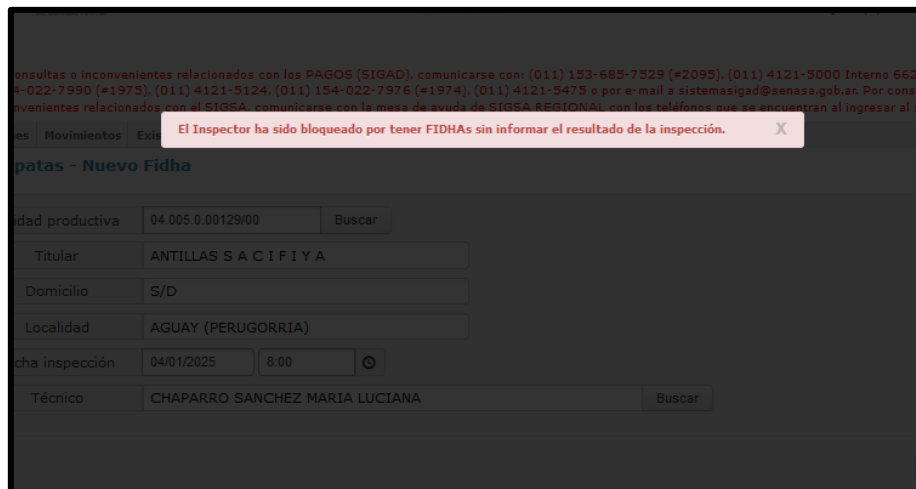 onsultas o inconvenientes relacionados con los PAGOS (SIGAD), comunicarse con: (011) 153-685-7529 (#2095), (011) 4121-5000 Interno 662
4-022-7990 (#1975), (011) 4121-5124, (011) 154-022-7976 (#1974), (011) 4121-5475 o por e-mail a sistemasigad@senasa.gob.ar. Por cons
nvenientes relacionados con el SIGSA, comunicarse con la mesa de ayuda de SIGSA REGIONAL con los teléfonos que se encuentran al ingresar al
es Movimientos Exis
El Inspector ha sido bloqueado por tener FIDHAs sin informar el resultado de la inspección. X
patas - Nuevo Fidha
idad productiva 04.005.0.00129/00 Buscar
Titular ANTILLAS S A C I F I Y A
Domicilio S/D
Localidad AGUAY (PERUGORRIA)
cha inspección 04/01/2025 8:00
Técnico CHAPARRO SANCHEZ MARIA LUCIANA Buscar